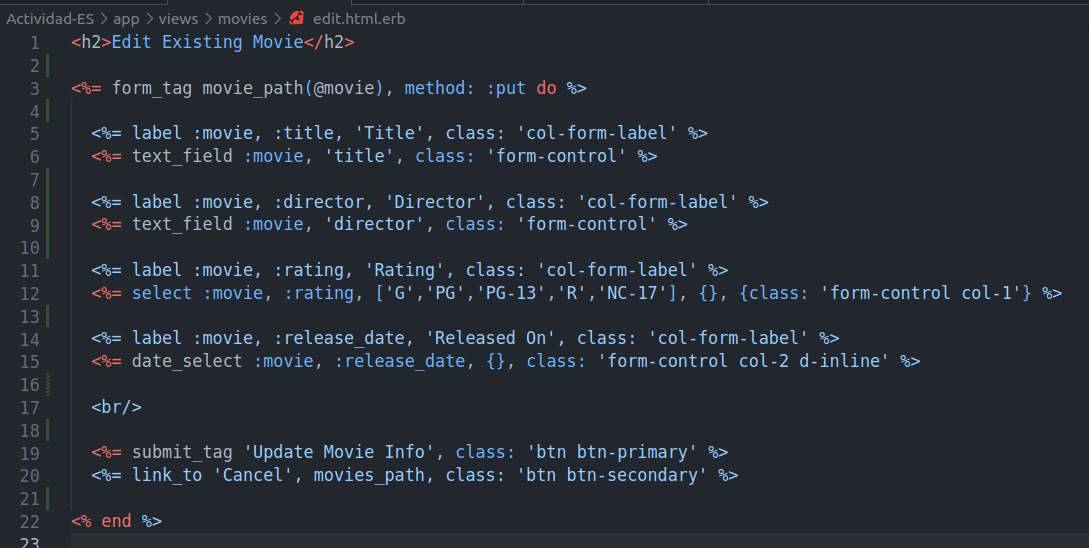 Actividad-ES > app > views > movies > edit.html.erb
1 <h2>Edit Existing Movie</h2>
2
3 <%= form_tag movie_path(@movie), method: :put do %>
4
5 <%= label :movie, :title, 'Title', class: 'col-form-label' %>
6 <%= text_field :movie, 'title', class: 'form-control' %>
7
8 <%= label :movie, :director, 'Director', class: 'col-form-label' %>
9 <%= text_field :movie, 'director', class: 'form-control' %>
10
11 <%= label :movie, :rating, 'Rating', class: 'col-form-label' %>
12 <%= select :movie, :rating, ['G','PG','PG-13','R','NC-17'], {}, {class: 'form-control col-1'} %>
13
14 <%= label :movie, :release_date, 'Released On', class: 'col-form-label' %>
15 <%= date_select :movie, :release_date, {}, class: 'form-control col-2 d-inline' %>
16
17 <br/>
18
19 <%= submit_tag 'Update Movie Info', class: 'btn btn-primary' %>
20 <%= link_to 'Cancel', movies_path, class: 'btn btn-secondary' %>
21
22 <% end %>
23